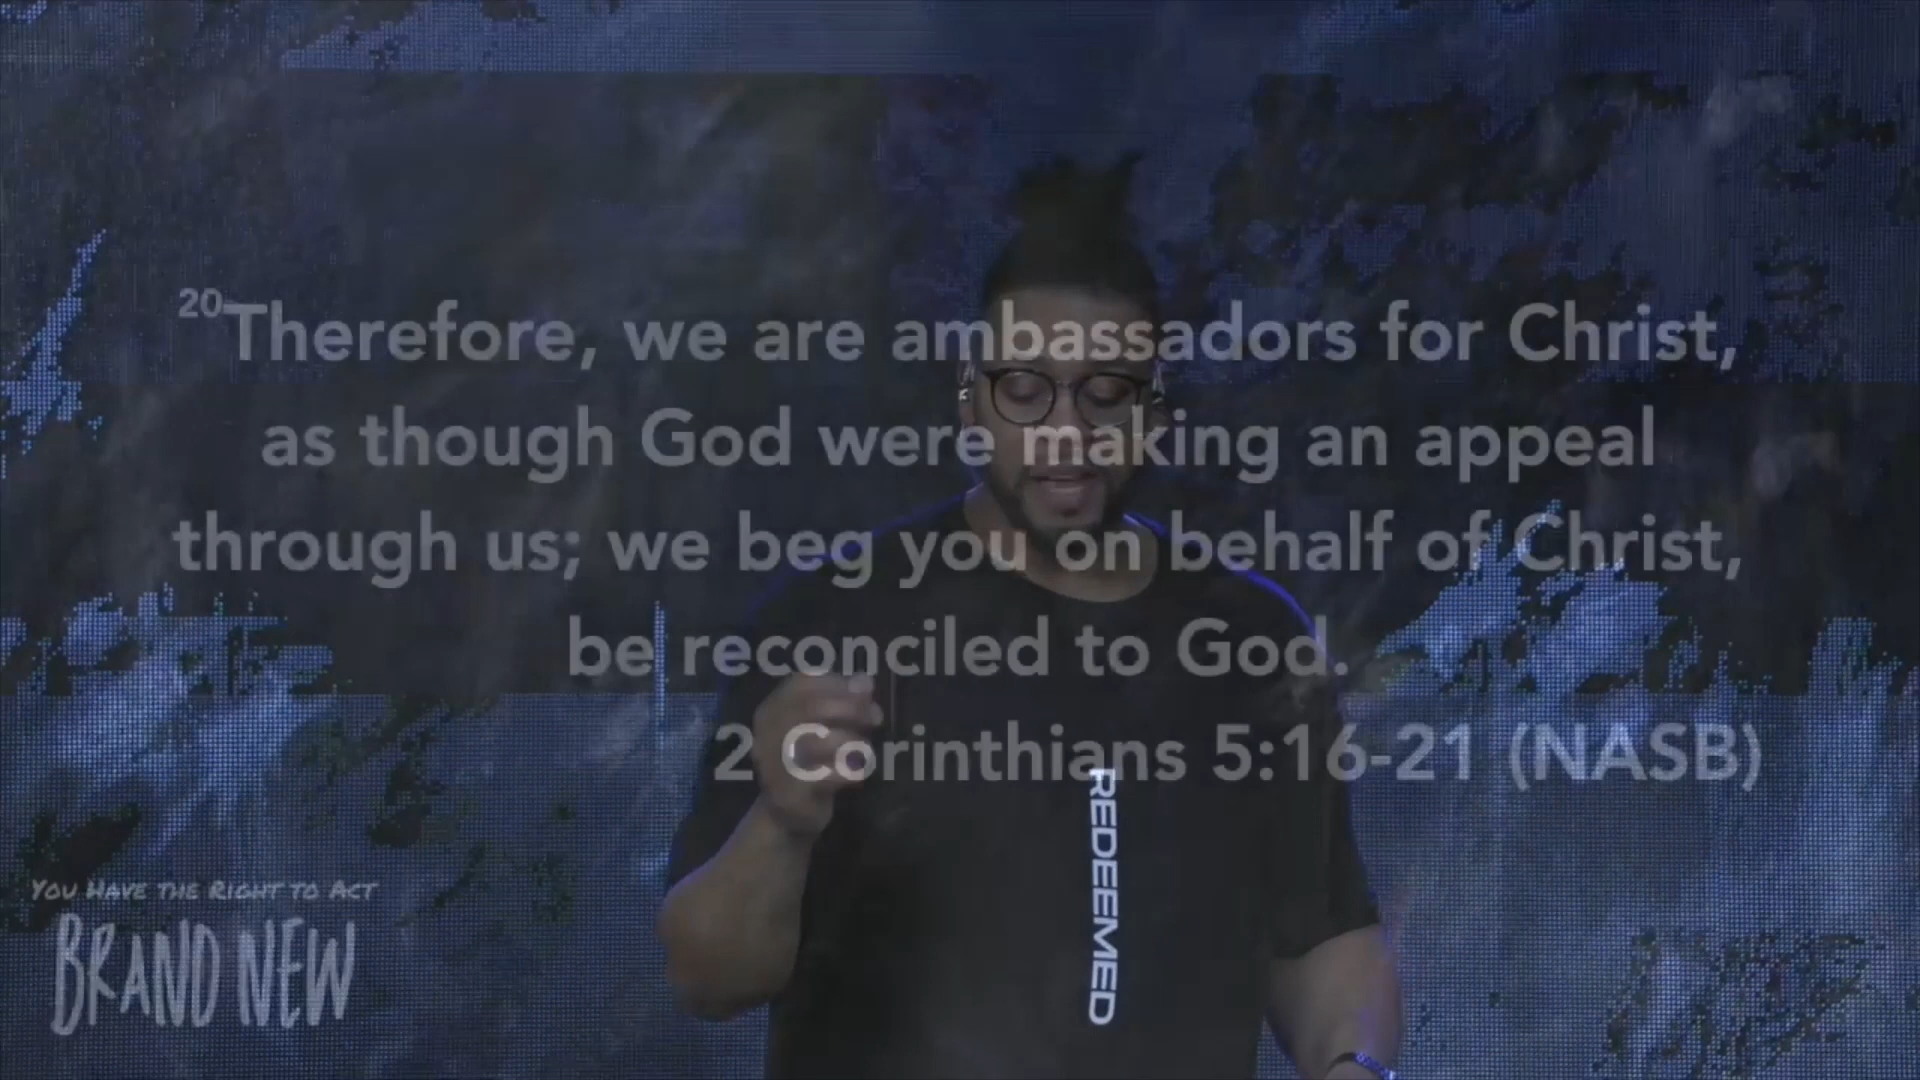 20Therefore, we are ambassadors for Christ,
as though God were making an appeal
through us; we beg you on behalf of Christ,
be reconciled to God.
2 Corinthians 5:16-21 (NASB)
REDEEMED
You Have the Right to Act
BRAND NEW